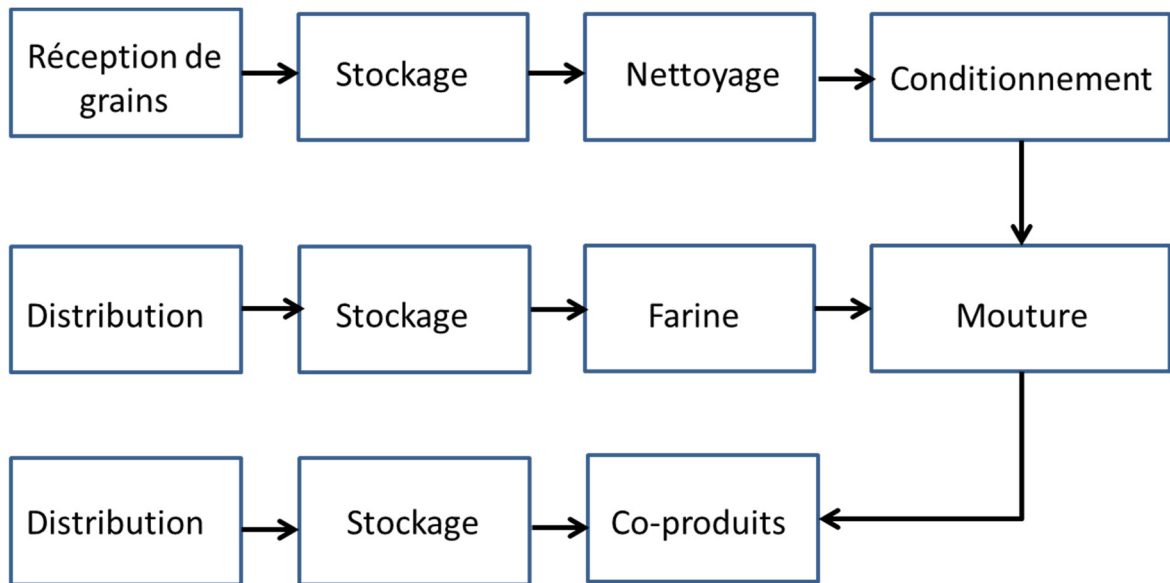 Réception de
grains
Stockage
Nettoyage
Conditionnement
Distribution
Stockage
Farine
Mouture
Distribution
Stockage
Co-produits